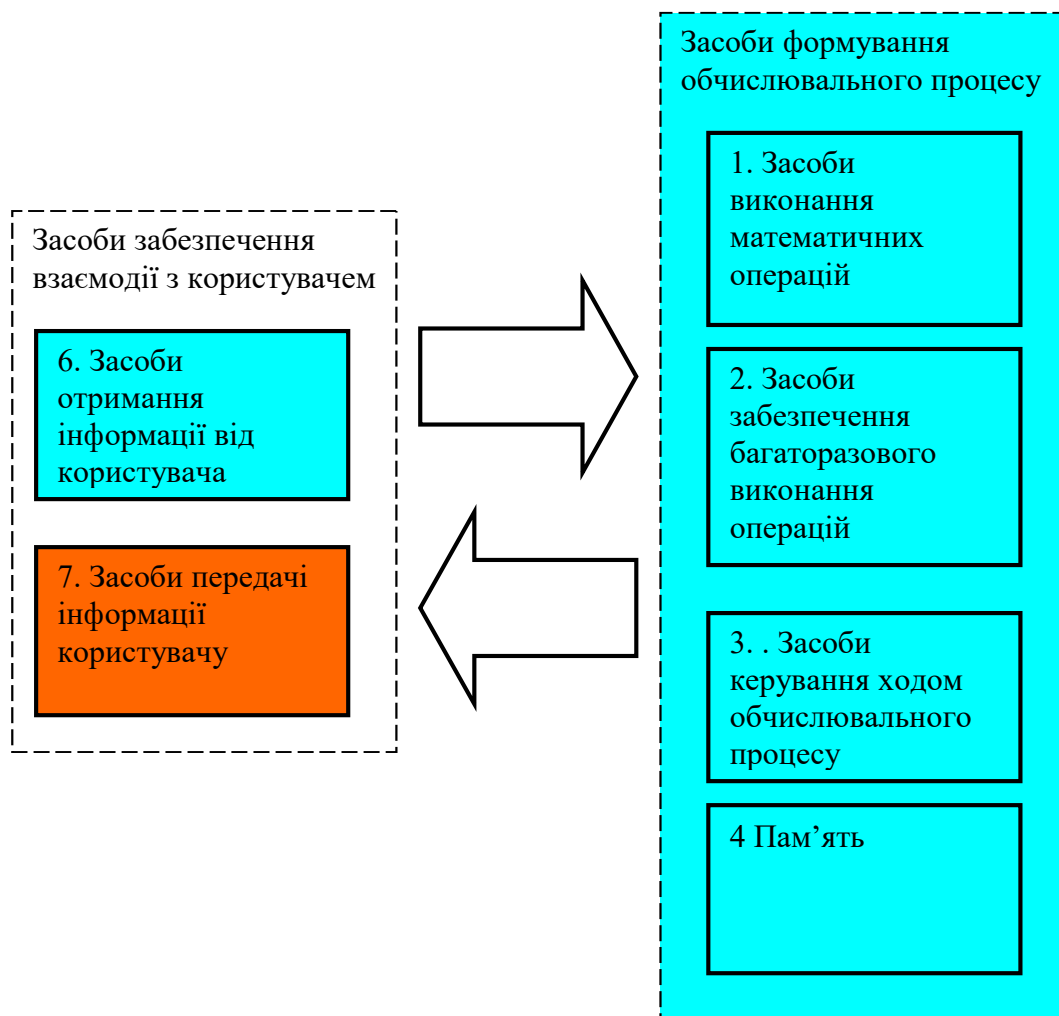 Засоби забезпечення
взаємодії з користувачем
6. Засоби
отримання
інформації від
користувача
7. Засоби передачі
інформації
користувачу
Засоби формування
обчислювального процесу
1. Засоби
виконання
математичних
операцій
2. Засоби
забезпечення
багаторазового
виконання
операцій
3. . Засоби
керування ходом
обчислювального
процесу
4 Пам’ять